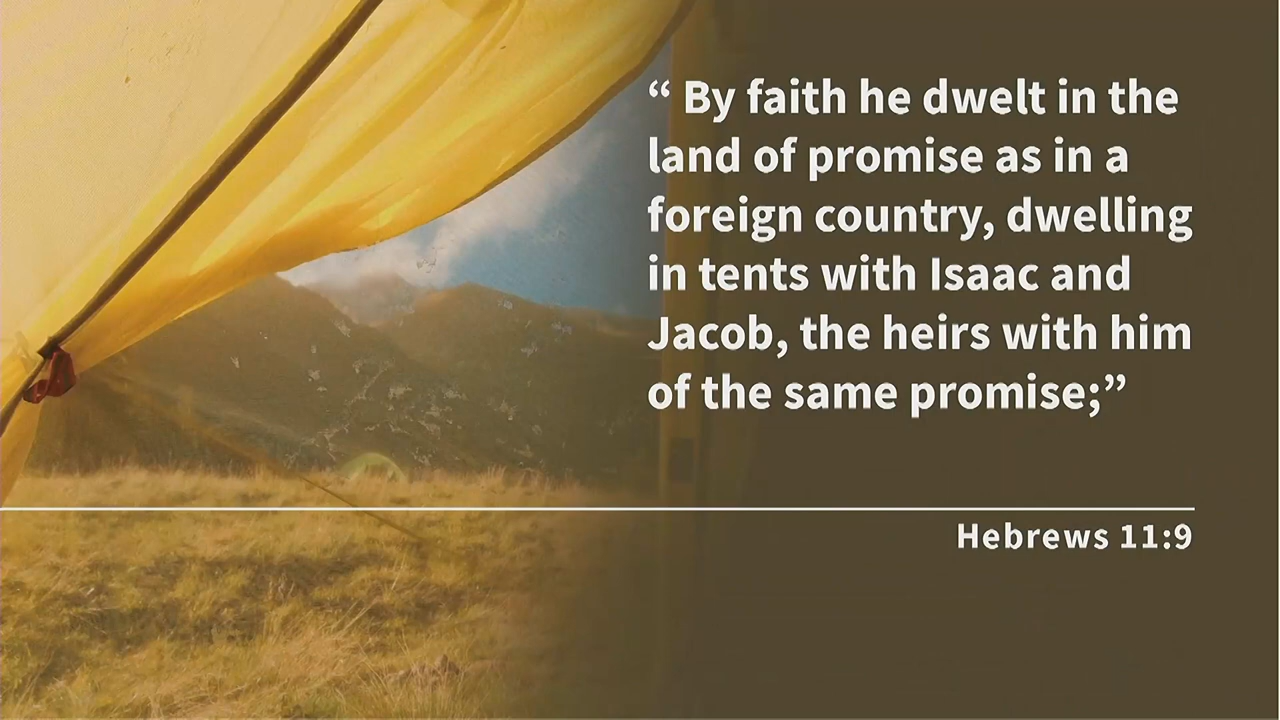 “ By faith he dwelt in the
land of promise as in a
foreign country, dwelling
in tents with Isaac and
Jacob, the heirs with him
of the same promise;”
Hebrews 11:9